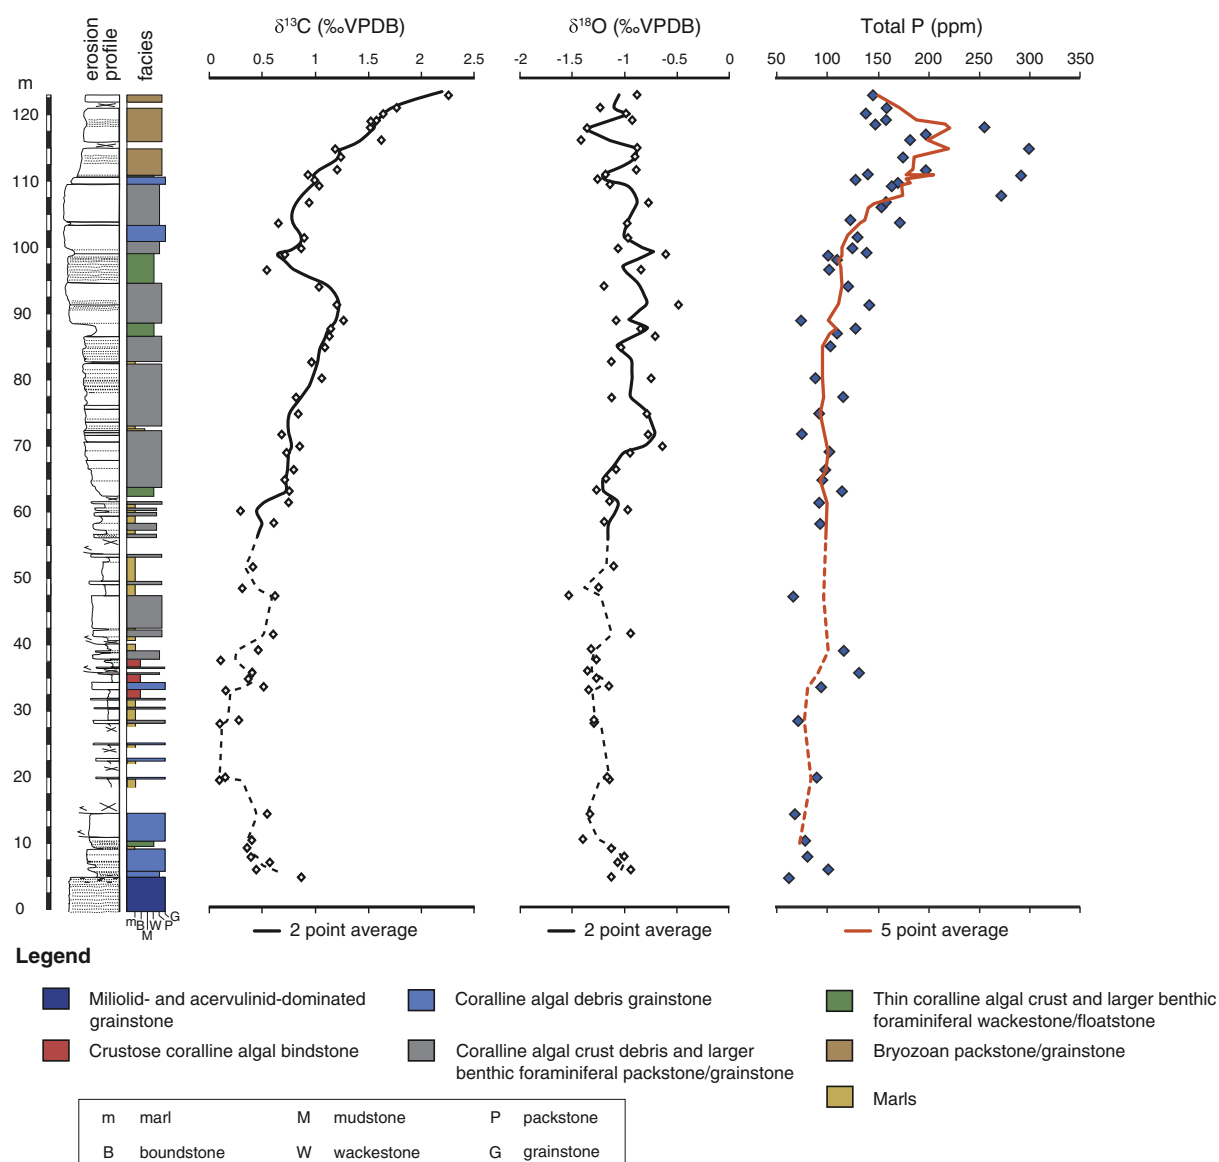 δ¹³C (‰VPDB)
δ¹⁸O (‰VPDB)
Total P (ppm)
m
erosion profile
facies
0 0.5 1 1.5 2 2.5
-2 -1.5 -1 -0.5 0
50 100 150 200 250 300 350
120
110
100
90
80
70
60
50
40
30
20
10
0
m B W G
M P
2 point average
2 point average
5 point average
Legend
Miliolid- and acervulinid-dominated
grainstone
Coralline algal debris grainstone
Thin coralline algal crust and larger benthic
foraminiferal wackestone/floatstone
Crustose coralline algal bindstone
Coralline algal crust debris and larger
benthic foraminiferal packstone/grainstone
Bryozoan packstone/grainstone
Marls
m marl M mudstone P packstone
B boundstone W wackestone G grainstone